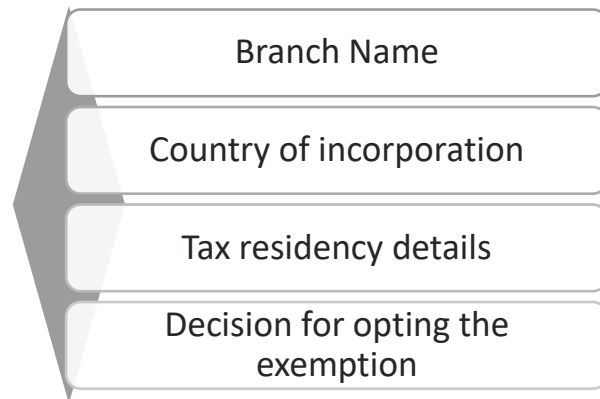 Branch Name
Country of incorporation
Tax residency details
Decision for opting the
exemption